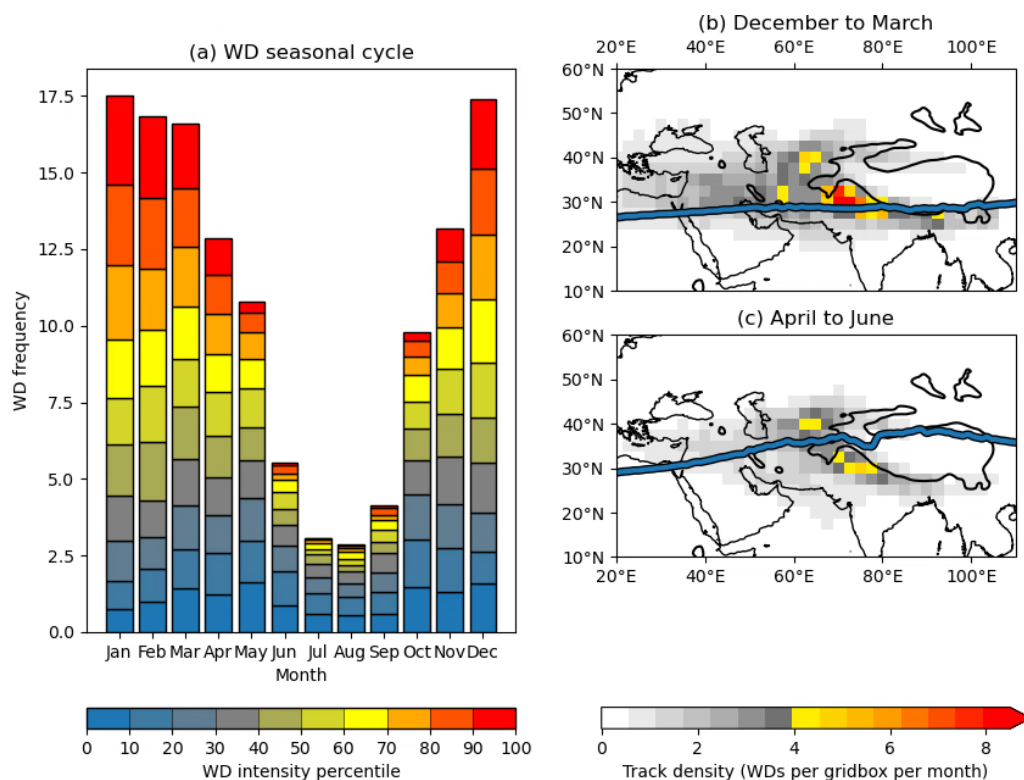 (a) WD seasonal cycle
17.5
15.0
12.5
10.0
7.5
5.0
2.5
0.0
WD frequency
Jan Feb Mar Apr May Jun Jul Aug Sep Oct Nov Dec
Month
0 10 20 30 40 50 60 70 80 90 100
WD intensity percentile
(b) December to March
20°E 40°E 60°E 80°E 100°E
60°N
50°N
40°N
30°N
20°N
10°N
(c) April to June
60°N
50°N
40°N
30°N
20°N
10°N
20°E 40°E 60°E 80°E 100°E
0 2 4 6 8
Track density (WDs per gridbox per month)